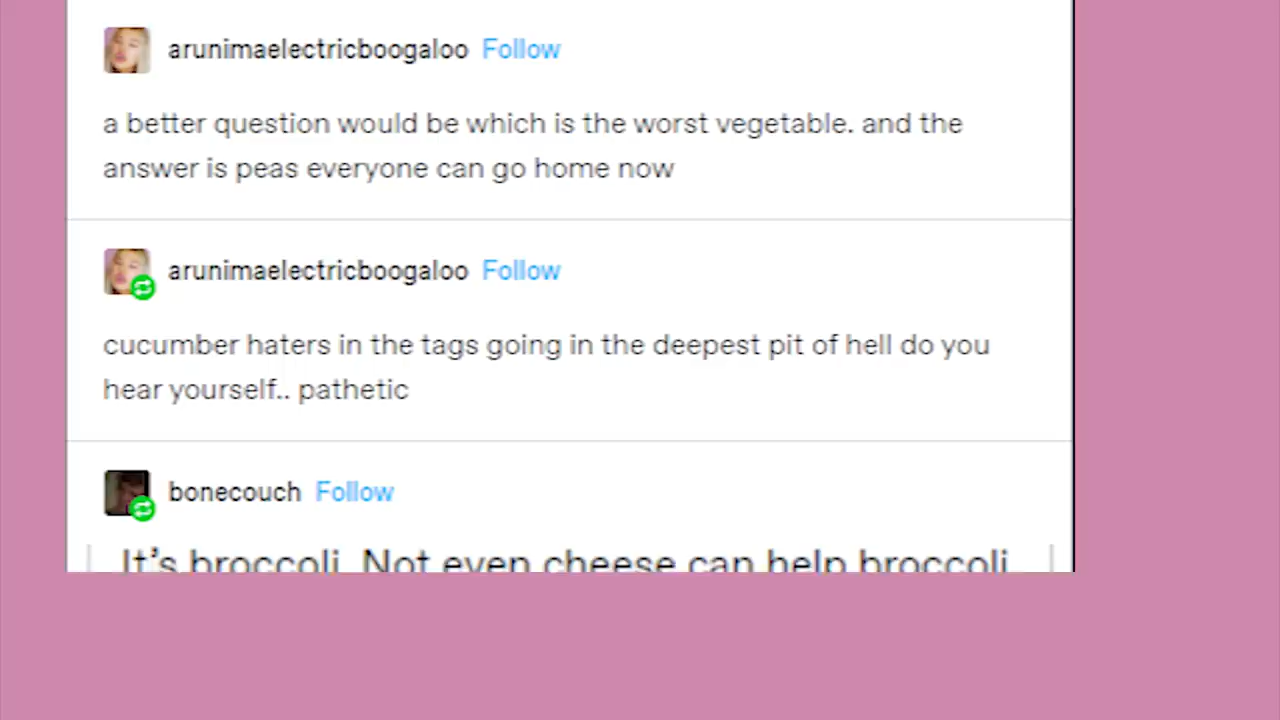 arunimaelectricboogaloo Follow
a better question would be which is the worst vegetable. and the
answer is peas everyone can go home now
arunimaelectricboogaloo Follow
cucumber haters in the tags going in the deepest pit of hell do you
hear yourself.. pathetic
bonecouch Follow
It's broccoli. Not even cheese can help broccoli.